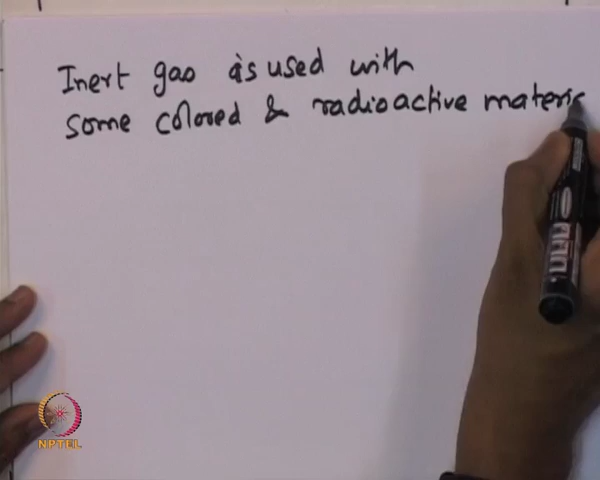 Inert gas is used with
some colored & radioactive materi
NPTEL